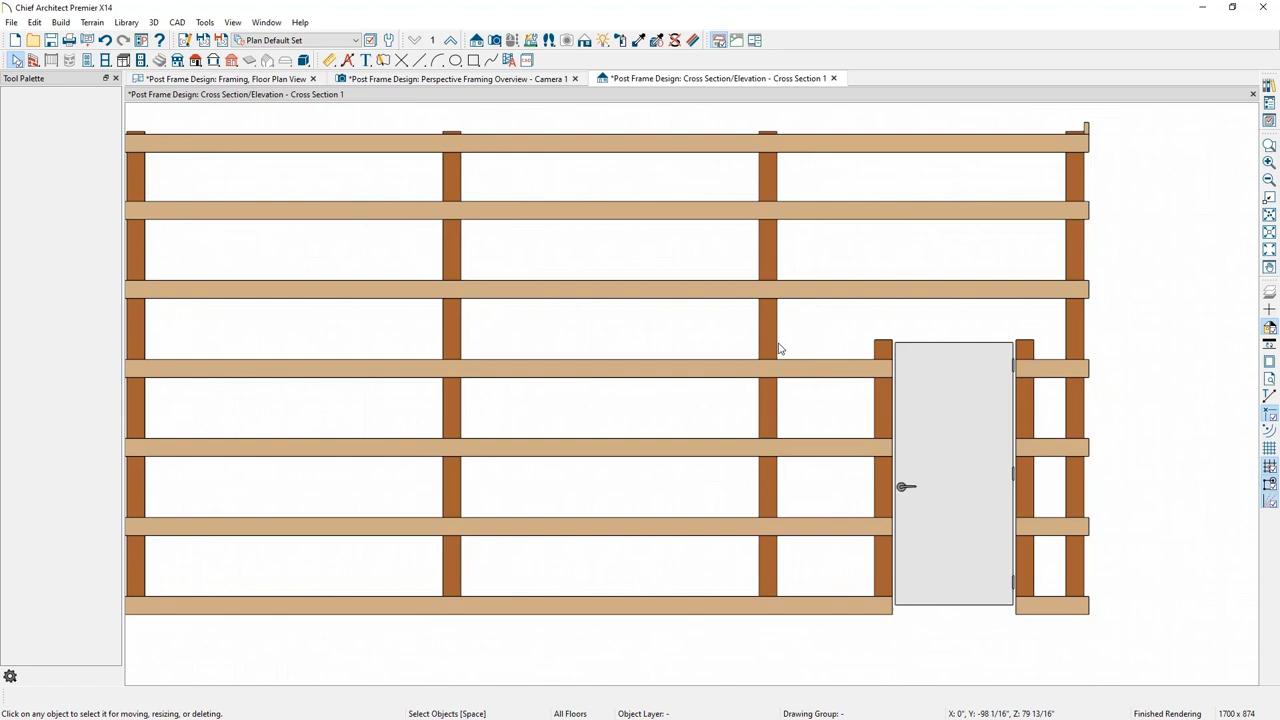 Chief Architect Premier X14
File Edit Build Terrain Library 3D CAD Tools View Window Help
1 Plan Default Set
Tool Palette
*Post Frame Design: Framing, Floor Plan View
*Post Frame Design: Perspective Framing Overview - Camera 1
*Post Frame Design: Cross Section/Elevation - Cross Section 1
*Post Frame Design: Cross Section/Elevation - Cross Section 1
Click on any object to select it for moving, resizing, or deleting. Select Objects [Space] All Floors Object Layer: - Drawing Group: - X: 0", Y: -98 1/16", Z: 79 13/16" Finished Rendering 1700 x 874